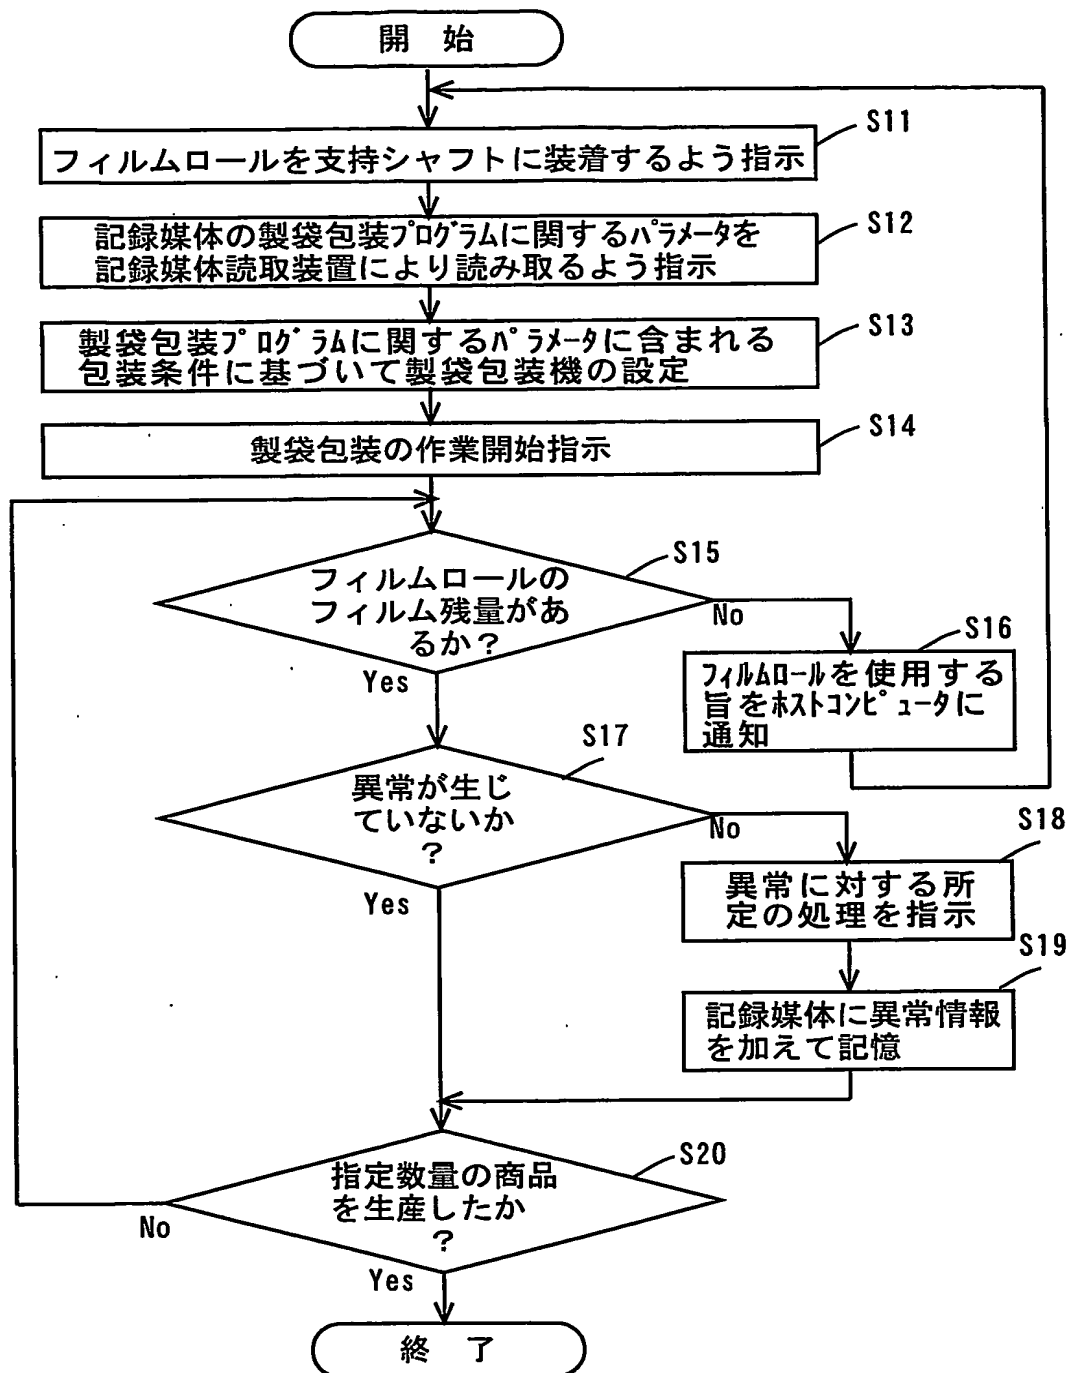 開 始
S11
フィルムロールを支持シャフトに装着するよう指示
S12
記録媒体の製袋包装プログラムに関するパラメータを
記録媒体読取装置により読み取るよう指示
S13
製袋包装プログラムに関するパラメータに含まれる
包装条件に基づいて製袋包装機の設定
S14
製袋包装の作業開始指示
S15
フィルムロールの
フィルム残量があ
るか?
No
Yes
S16
フィルムロールを使用する
旨をホストコンピュータに
通知
S17
異常が生じ
ていないか
?
No
Yes
S18
異常に対する所
定の処理を指示
S19
記録媒体に異常情報
を加えて記憶
S20
指定数量の商品
を生産したか
?
No
Yes
終 了